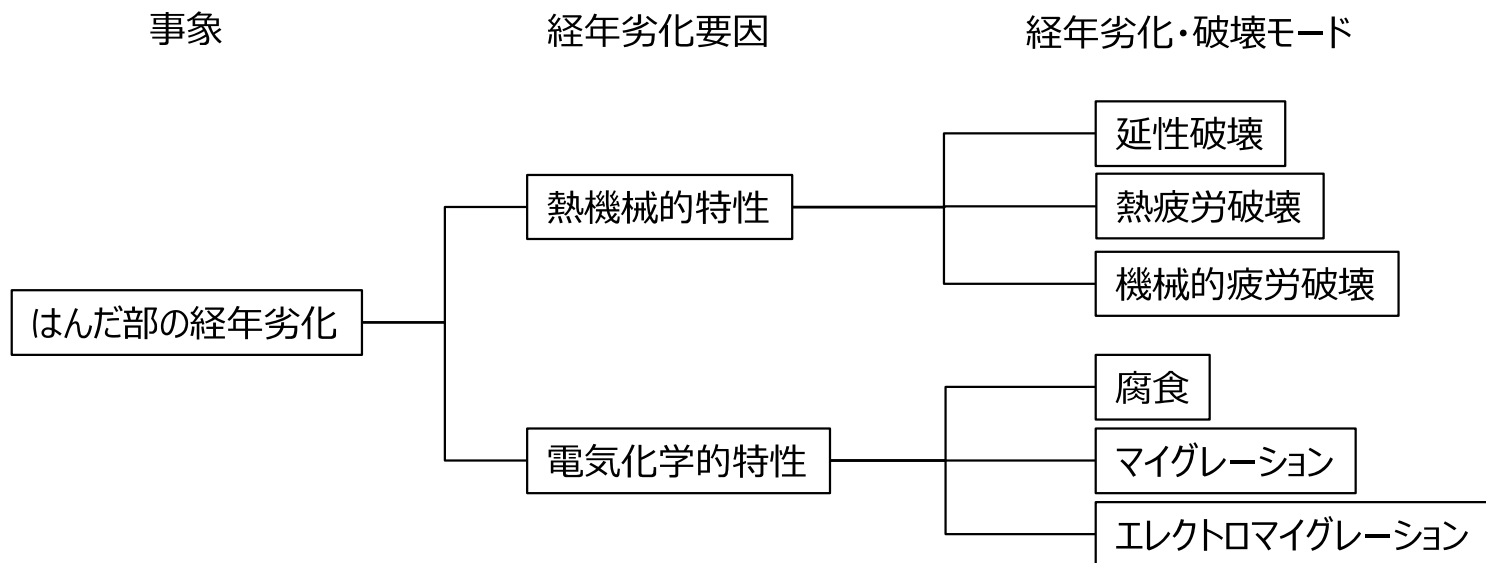 事象
経年劣化要因
経年劣化・破壊モード
はんだ部の経年劣化
熱機械的特性
延性破壊
熱疲労破壊
機械的疲労破壊
電気化学的特性
腐食
マイグレーション
エレクトロマイグレーション